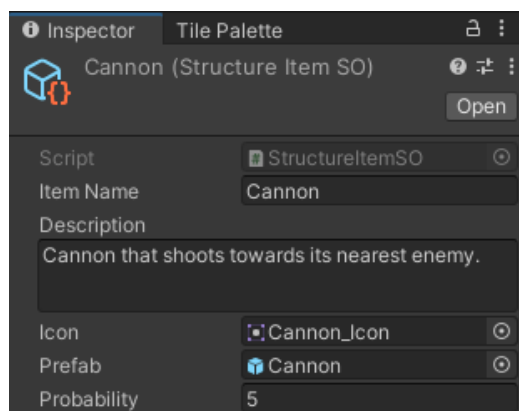 Inspector Tile Palette
Cannon (Structure Item SO)
Open
Script StructureItemSO
Item Name Cannon
Description
Cannon that shoots towards its nearest enemy.
Icon Cannon_Icon
Prefab Cannon
Probability 5